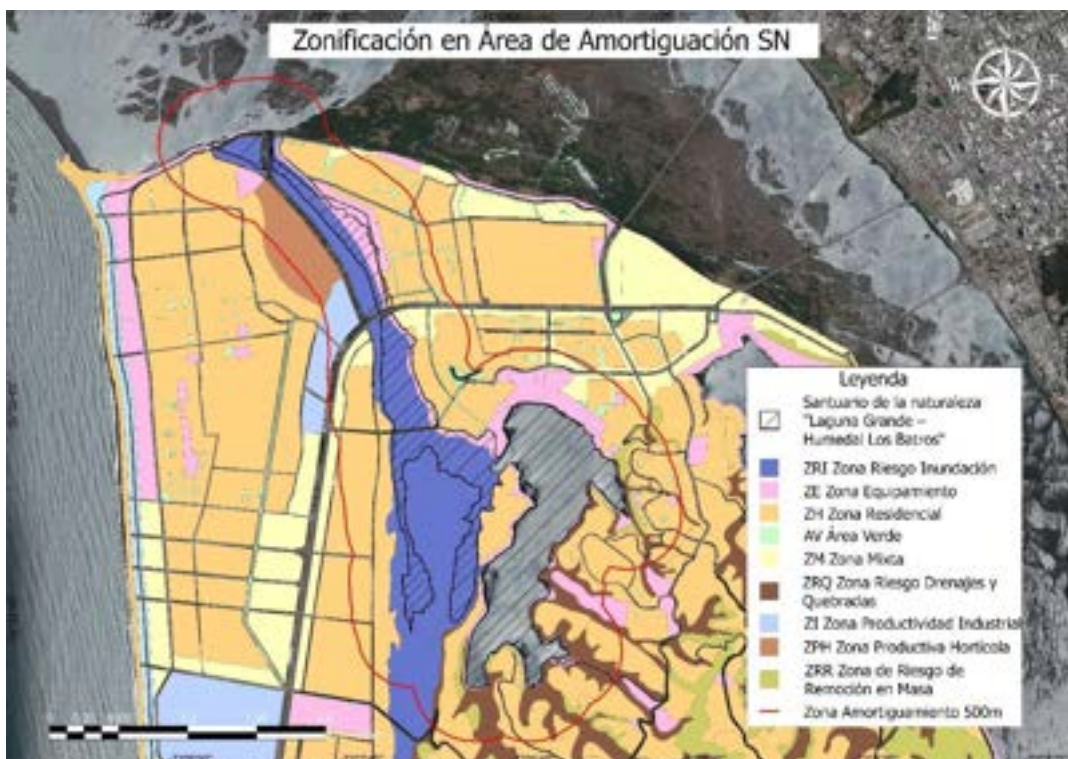 Zonificación en Área de Amortiguación SN
W
E
Leyenda
Santuario de la naturaleza
"Laguna Grande –
Humedal Los Batros"
ZRI Zona Riesgo Inundación
ZE Zona Equipamiento
ZH Zona Residencial
AV Área Verde
ZM Zona Mixta
ZRQ Zona Riesgo Drenajes y
Quebradas
ZI Zona Productividad Industrial
ZPH Zona Productiva Hortícola
ZRR Zona de Riesgo de
Remoción en Masa
Zona Amortiguamiento 500m